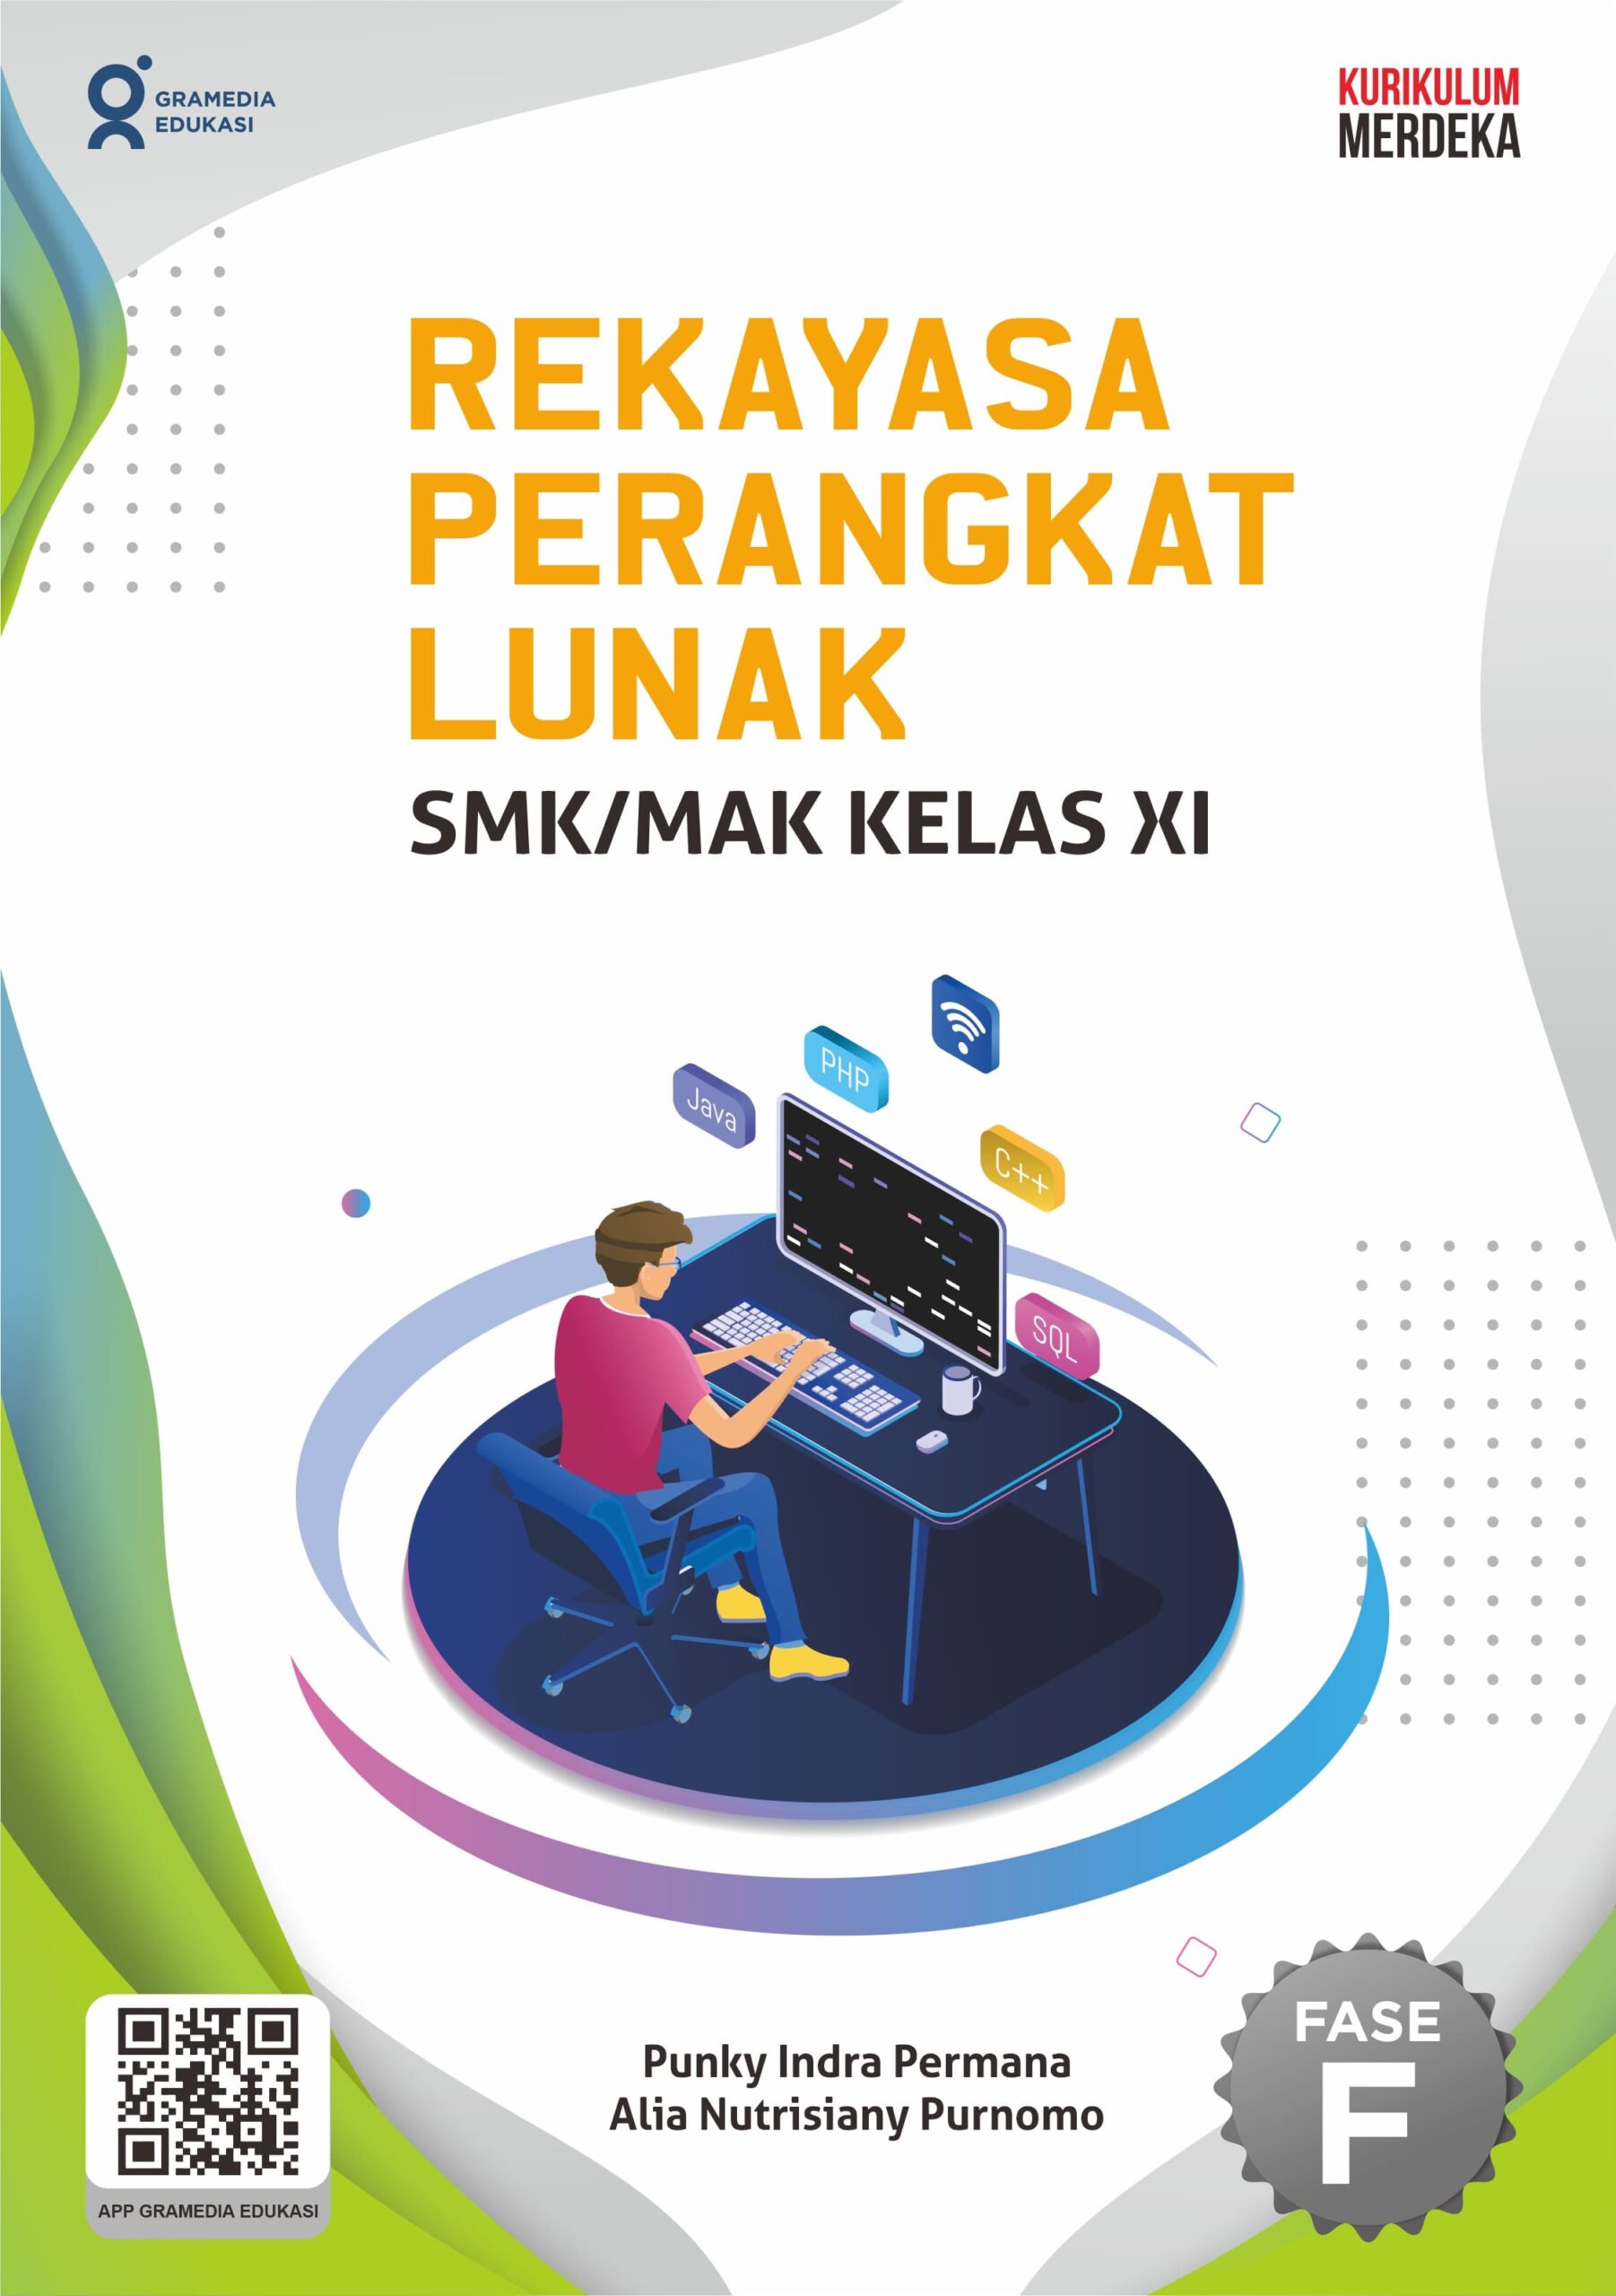 GRAMEDIA
EDUKASI
KURIKULUM
MERDEKA
REKAYASA
PERANGKAT
LUNAK
SMK/MAK KELAS XI
Java
PHP
C++
SQL
Punky Indra Permana
Alia Nutrisiany Purnomo
FASE
F
APP GRAMEDIA EDUKASI